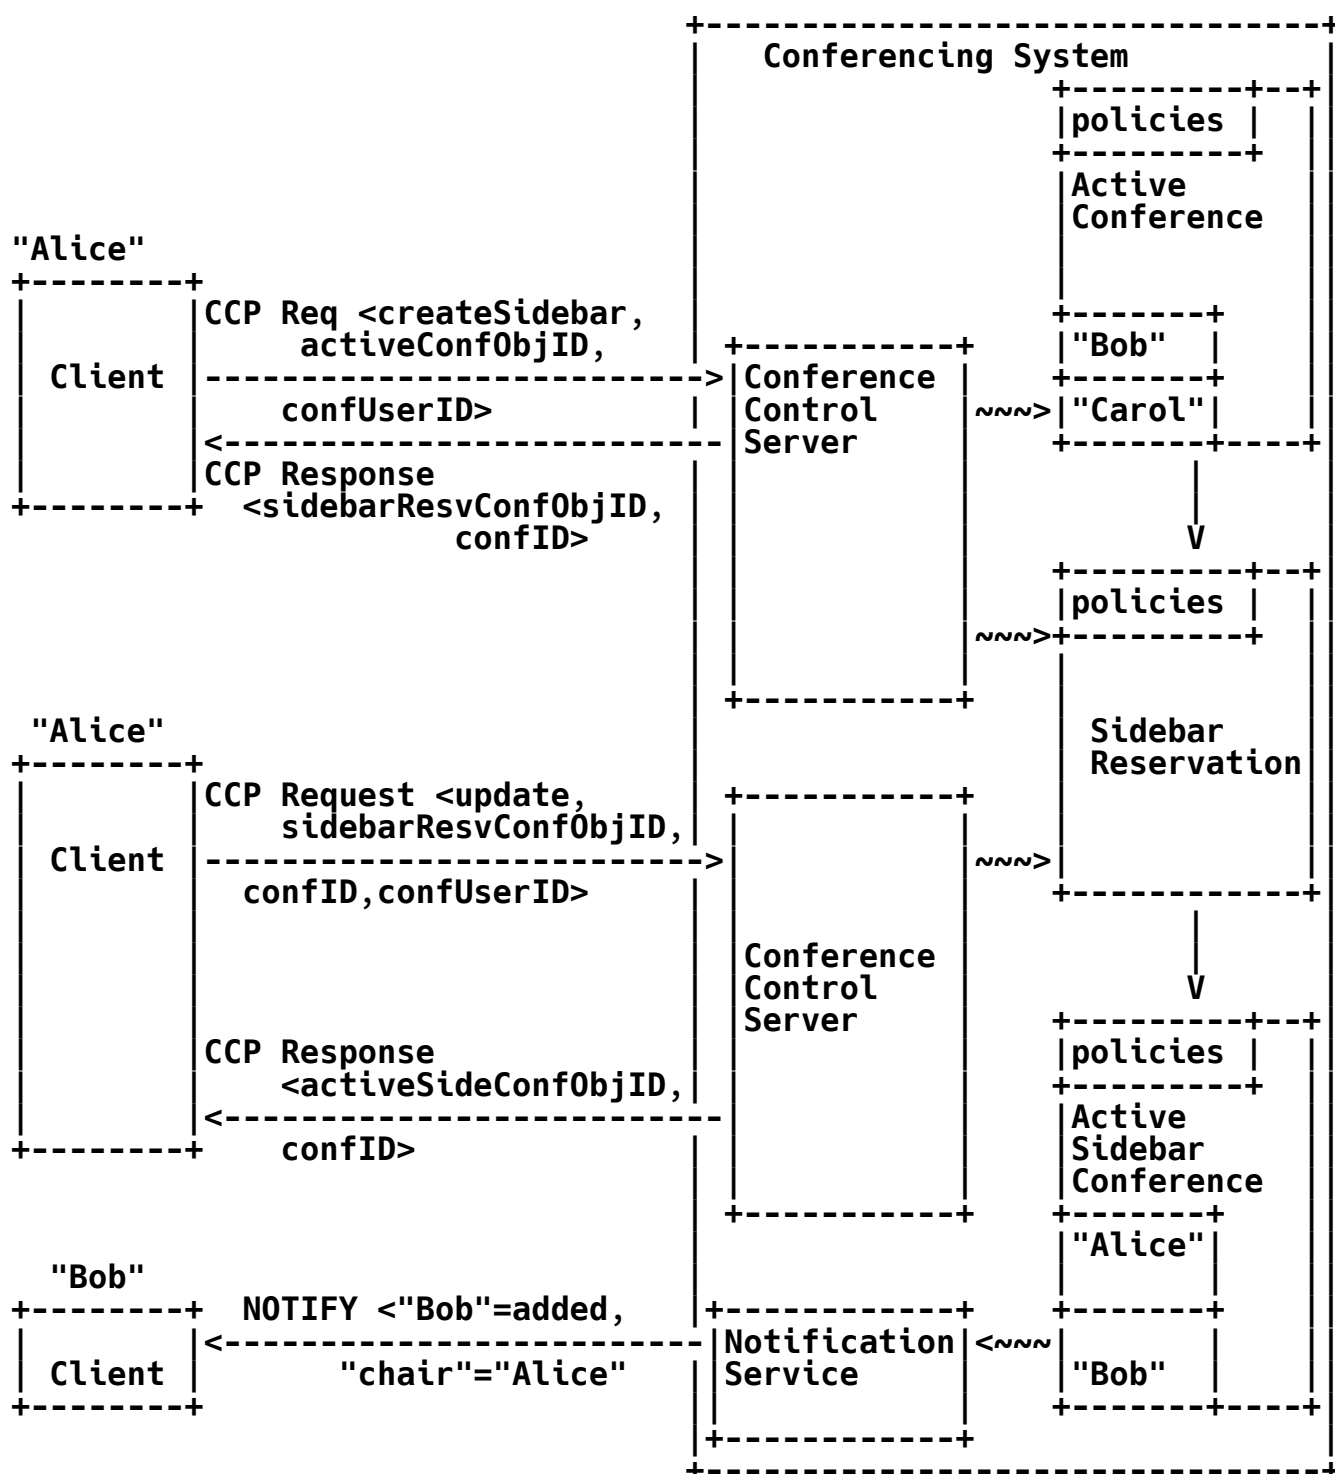 Conferencing System
policies
Active
Conference
"Alice"
CCP Req <createSidebar,
activeConfObjID,
"Bob"
Client
Conference
confUserID>
Control
"Carol"
Server
CCP Response
<sidebarResvConfObjID,
confID>
policies
"Alice"
Sidebar
Reservation
CCP Request <update,
sidebarResvConfObjID,
Client
confID,confUserID>
Conference
Control
Server
CCP Response
policies
<activeSideConfObjID,
Active
confID>
Sidebar
Conference
"Alice"
"Bob"
NOTIFY <"Bob"=added,
Notification
Client
"chair"="Alice"
Service
"Bob"